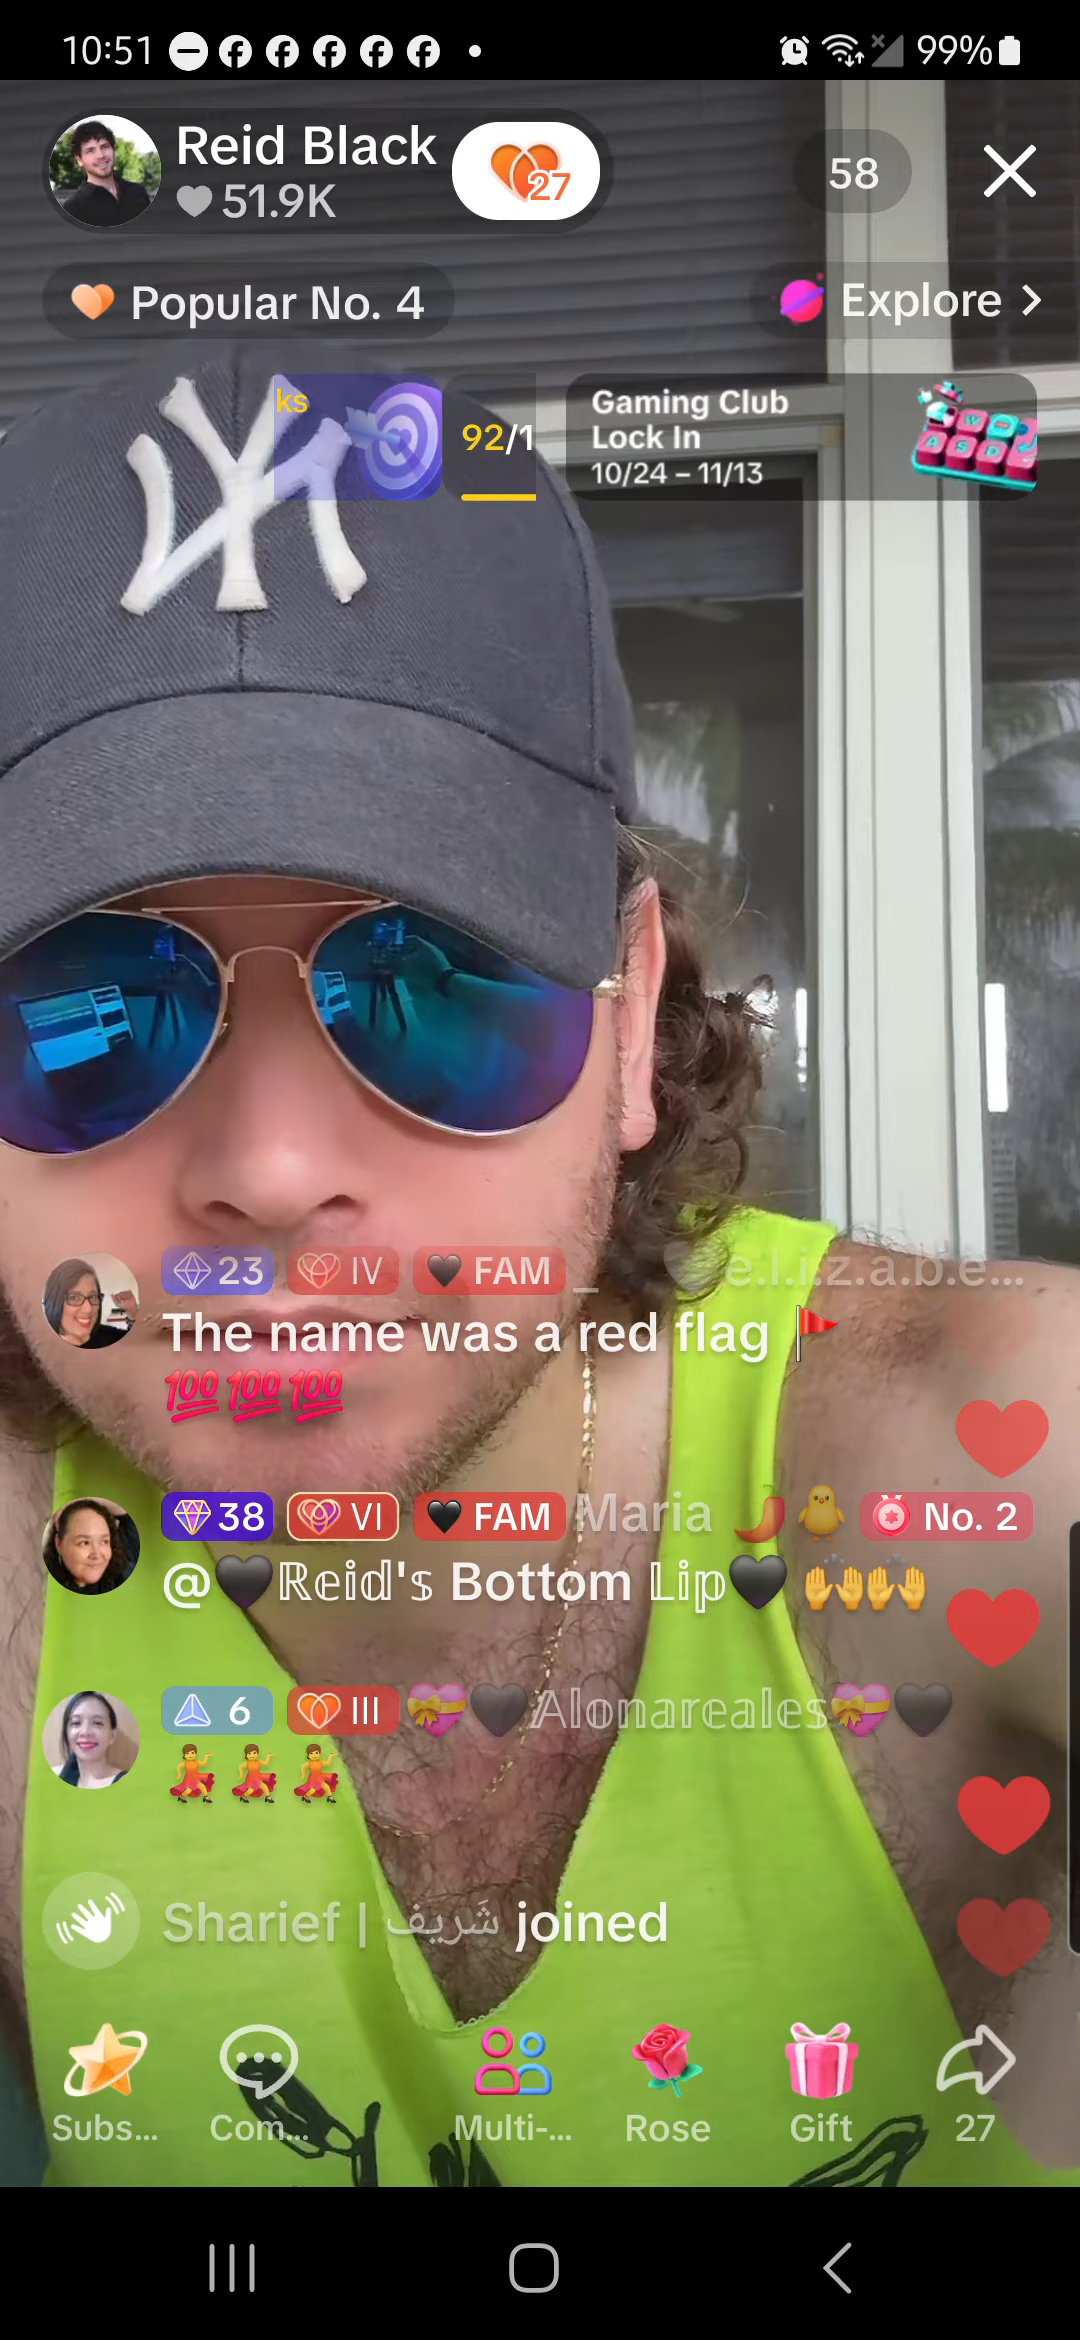 10:51
99%
Reid Black
51.9K
27
58
Popular No. 4
Explore
ks
92/1
Gaming Club
Lock In
10/24 – 11/13
W
A S D
23 IV 🖤 FAM _ 🖤 e.l.i.z.a.b.e...
The name was a red flag 🚩
💯💯💯
38 VI 🖤 FAM Maria 🌶️🐥 No. 2
@🖤ℝ𝕖𝕚𝕕'𝕤 Bottom 𝕃𝕚𝕡🖤 🙌🙌
6 III 💝🖤𝔸𝕝𝕠𝕟𝕒𝕣𝕖𝕒𝕝𝕖𝕤💝🖤
💃💃💃
Sharief | شَريف joined
Subs...
Com...
Multi-...
Rose
Gift
27